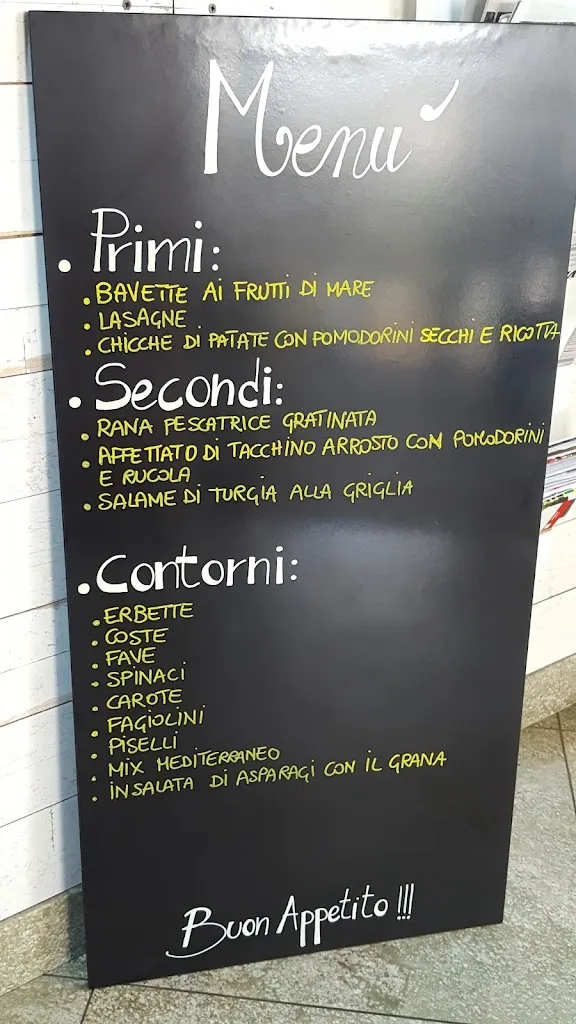 Menu'
. Primi:
. BAVETTE Ai FRUTTI Di MARE
. LASAGNE
. CHICCHE Di PATATE CON POMODORINI SECCHI E RICOTTA
. Secondi:
. RANA PESCATRICE GRATINATA
. AFFETTATO Di TACCHINO ARROSTO CON POMODORINI
E RUCOLA
. SALAME Di TURGIA ALLA GRIGLIA
. Contorni:
. ERBETTE
. COSTE
. FAVE
. SPINACi
. CAROTE
. FAGIOLINI
. PISELLI
. MIX MEDITERRANEO
. INSALATA Di ASPARAGI CON iL GRANA
Buon Appetito !!!